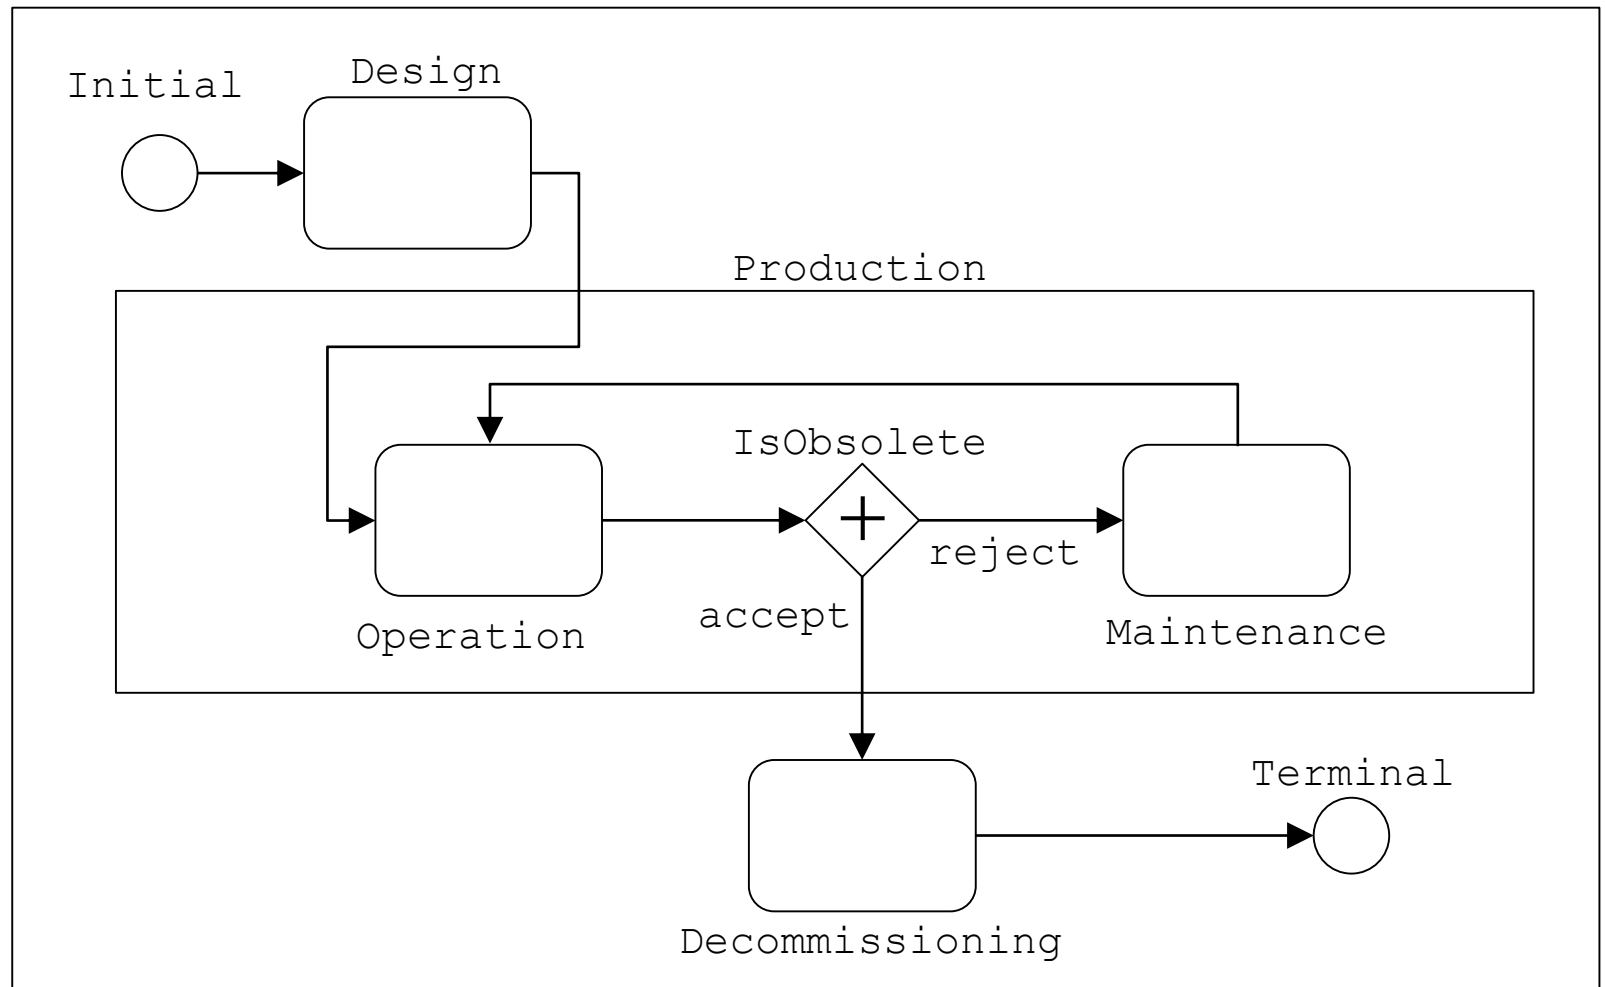 Initial
Design
Production
IsObsolete
reject
accept
Operation
Maintenance
Terminal
Decommissioning